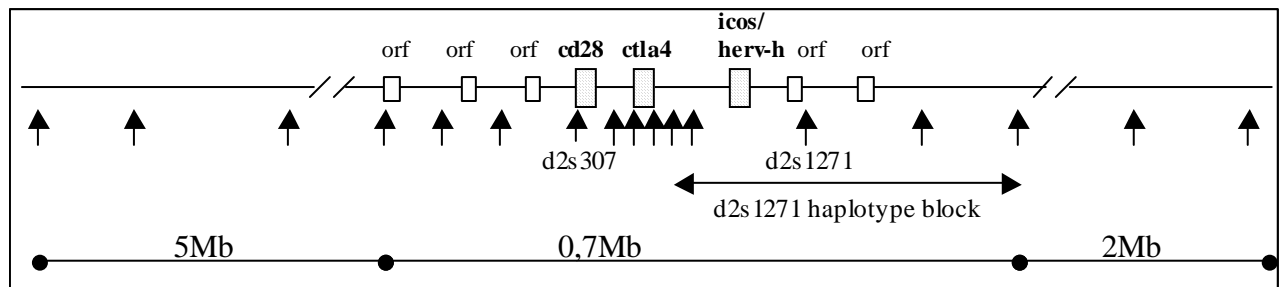 icos/
orf orf orf cd28 ctla4 herv-h orf orf
d2s307 d2s1271
d2s1271 haplotype block
5Mb 0,7Mb 2Mb